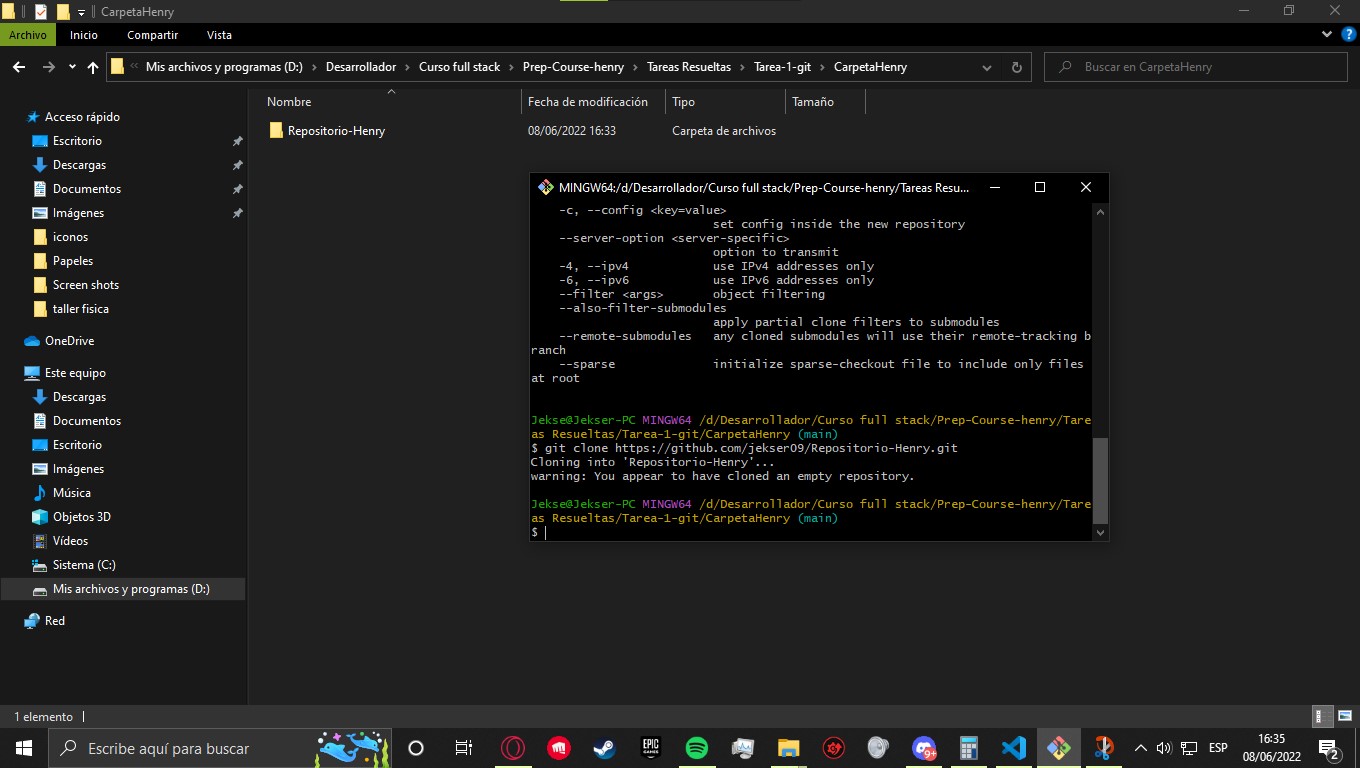 CarpetaHenry
Archivo Inicio Compartir Vista
Mis archivos y programas (D:) Desarrollador Curso full stack Prep-Course-henry Tareas Resueltas Tarea-1-git CarpetaHenry
Buscar en CarpetaHenry
Nombre Fecha de modificación Tipo Tamaño
Repositorio-Henry 08/06/2022 16:33 Carpeta de archivos
Acceso rápido
Escritorio
Descargas
Documentos
Imágenes
iconos
Papeles
Screen shots
taller fisica
OneDrive
Este equipo
Descargas
Documentos
Escritorio
Imágenes
Música
Objetos 3D
Vídeos
Sistema (C:)
Mis archivos y programas (D:)
Red
MINGW64:/d/Desarrollador/Curso full stack/Prep-Course-henry/Tareas Resu...
-c, --config <key=value>
set config inside the new repository
--server-option <server-specific>
option to transmit
-4, --ipv4 use IPv4 addresses only
-6, --ipv6 use IPv6 addresses only
--filter <args> object filtering
--also-filter-submodules
apply partial clone filters to submodules
--remote-submodules any cloned submodules will use their remote-tracking b
ranch
--sparse initialize sparse-checkout file to include only files
at root
Jekse@Jekser-PC MINGW64 /d/Desarrollador/Curso full stack/Prep-Course-henry/Tare
as Resueltas/Tarea-1-git/CarpetaHenry (main)
$ git clone https://github.com/jekser09/Repositorio-Henry.git
Cloning into 'Repositorio-Henry'...
warning: You appear to have cloned an empty repository.
Jekse@Jekser-PC MINGW64 /d/Desarrollador/Curso full stack/Prep-Course-henry/Tare
as Resueltas/Tarea-1-git/CarpetaHenry (main)
$
1 elemento
Escribe aquí para buscar
EPIC
GAMES
9+
ESP
16:35
08/06/2022
2